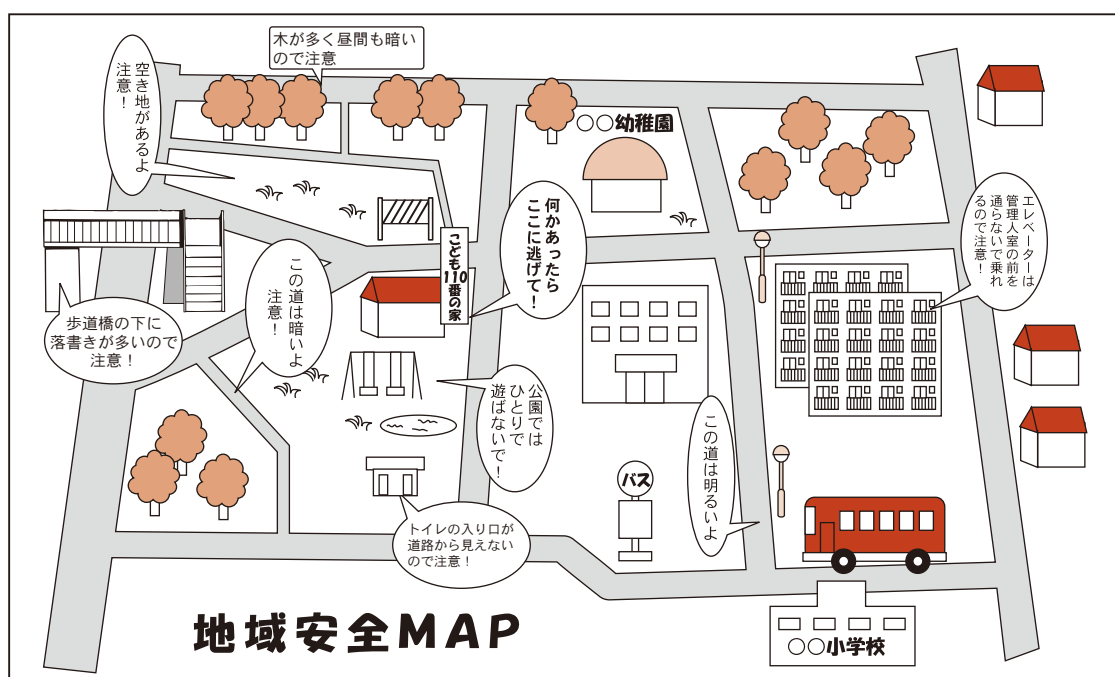 木が多く昼間も暗い
ので注意
空き地があるよ
注意！
○○幼稚園
何かあったら
ここに逃げて！
こども110番の家
エレベーターは
管理人室の前を
通らないで乗れ
るので注意！
この道は暗いよ
注意！
歩道橋の下に
落書きが多いので
注意！
公園では
ひとりで
遊ばないで！
この道は明るいよ
バス
トイレの入り口が
道路から見えない
ので注意！
地域安全MAP
○○小学校